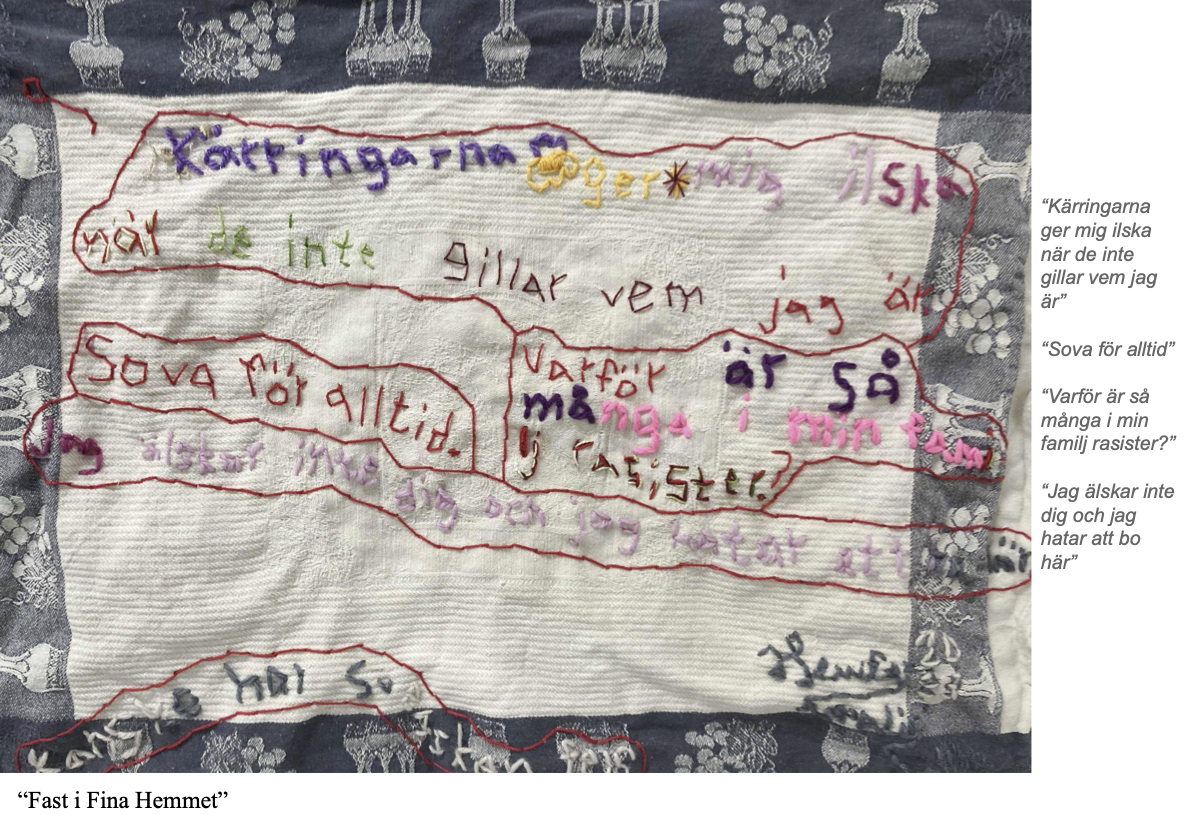 Kärringarna ger mig ilska
när de inte gillar vem jag är
Sova för alltid.
Varför är så
många i min fam
ilj rasister?
Jag älskar inte dig och jag hatar att bo här
“Kärringarna
ger mig ilska
när de inte
gillar vem jag
är”
“Sova för alltid”
“Varför är så
många i min
familj rasister?”
“Jag älskar inte
dig och jag
hatar att bo
här”
“Fast i Fina Hemmet”